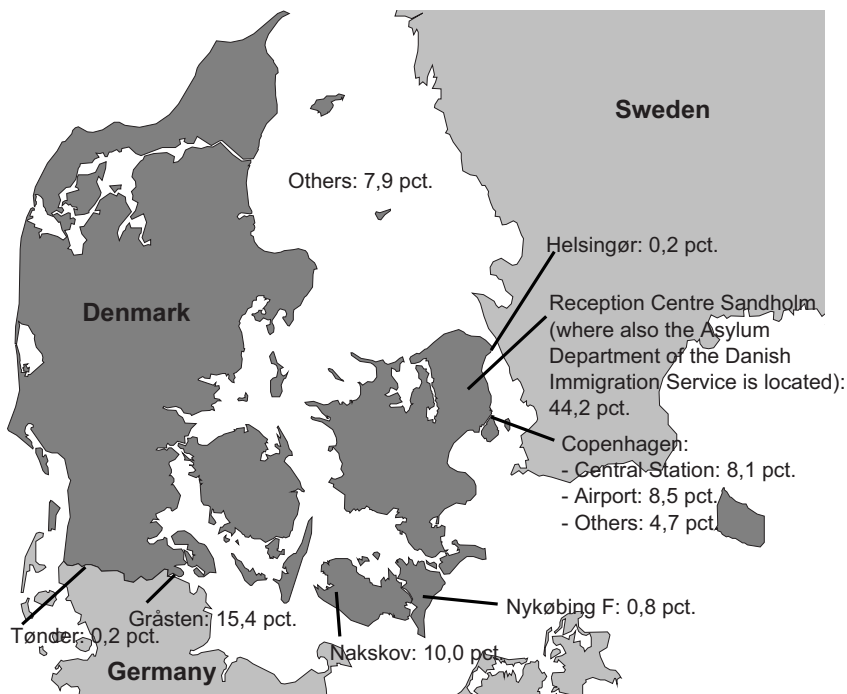 Sweden
Others: 7,9 pct.
Helsingør: 0,2 pct.
Denmark
Reception Centre Sandholm
(where also the Asylum
Department of the Danish
Immigration Service is located):
44,2 pct.
Copenhagen:
- Central Station: 8,1 pct.
- Airport: 8,5 pct.
- Others: 4,7 pct.
Nykøbing F: 0,8 pct.
Gråsten: 15,4 pct.
Tønder: 0,2 pct.
Nakskov: 10,0 pct.
Germany